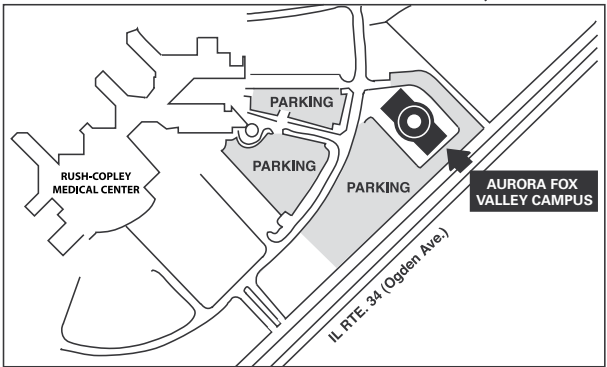 PARKING
PARKING
RUSH-COPLEY
MEDICAL CENTER
PARKING
AURORA FOX
VALLEY CAMPUS
IL RTE. 34 (Ogden Ave.)